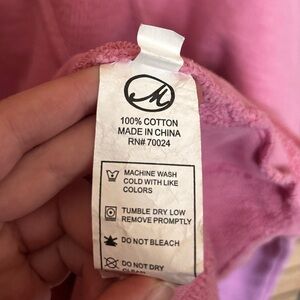 M
100% COTTON
MADE IN CHINA
RN# 70024
MACHINE WASH
COLD WITH LIKE
COLORS
TUMBLE DRY LOW
REMOVE PROMPTLY
DO NOT BLEACH
DO NOT DRY